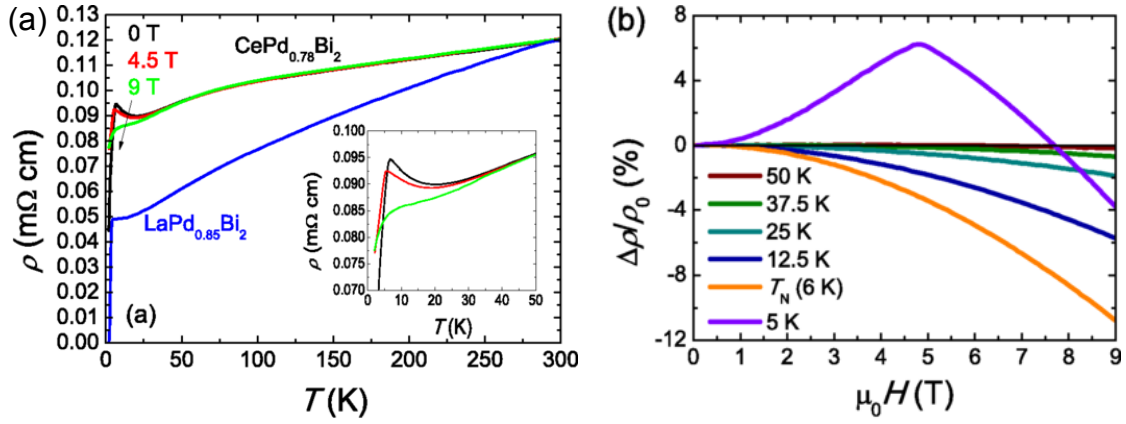 (a)
0 T
4.5 T
9 T
CePd0.78Bi2
LaPd0.85Bi2
(a)
ρ (mΩ cm)
0.13
0.12
0.11
0.10
0.09
0.08
0.07
0.06
0.05
0.04
0.03
0.02
0.01
0.00
0 50 100 150 200 250 300
T (K)
ρ (mΩ cm)
0.100
0.095
0.090
0.085
0.080
0.075
0.070
0 10 20 30 40 50
T (K)
(b)
Δρ/ρ0 (%)
6
0
-6
-12
50 K
37.5 K
25 K
12.5 K
TN (6 K)
5 K
0 1 2 3 4 5 6 7 8 9
μ0H (T)